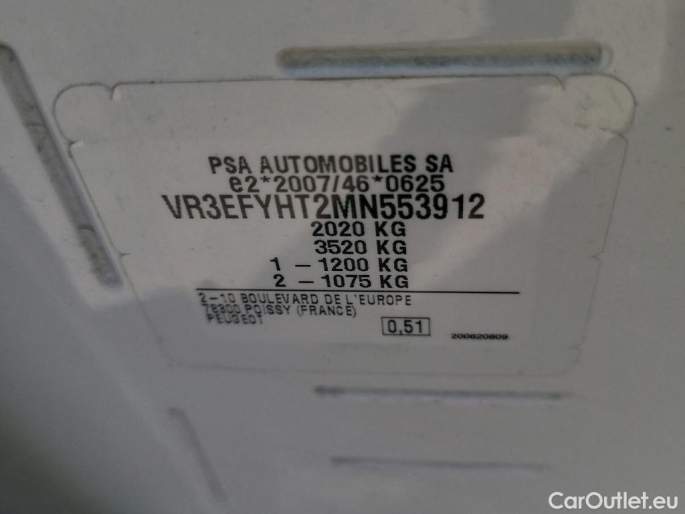 PSA AUTOMOBILES SA
e2*2007/46*0625
VR3EFYHT2MN553912
2020 KG
3520 KG
1 – 1200 KG
2 – 1075 KG
2–10 BOULEVARD DE L'EUROPE
78300 POISSY (FRANCE)
PEUGEOT
0,51
200620809
CarOutlet.eu